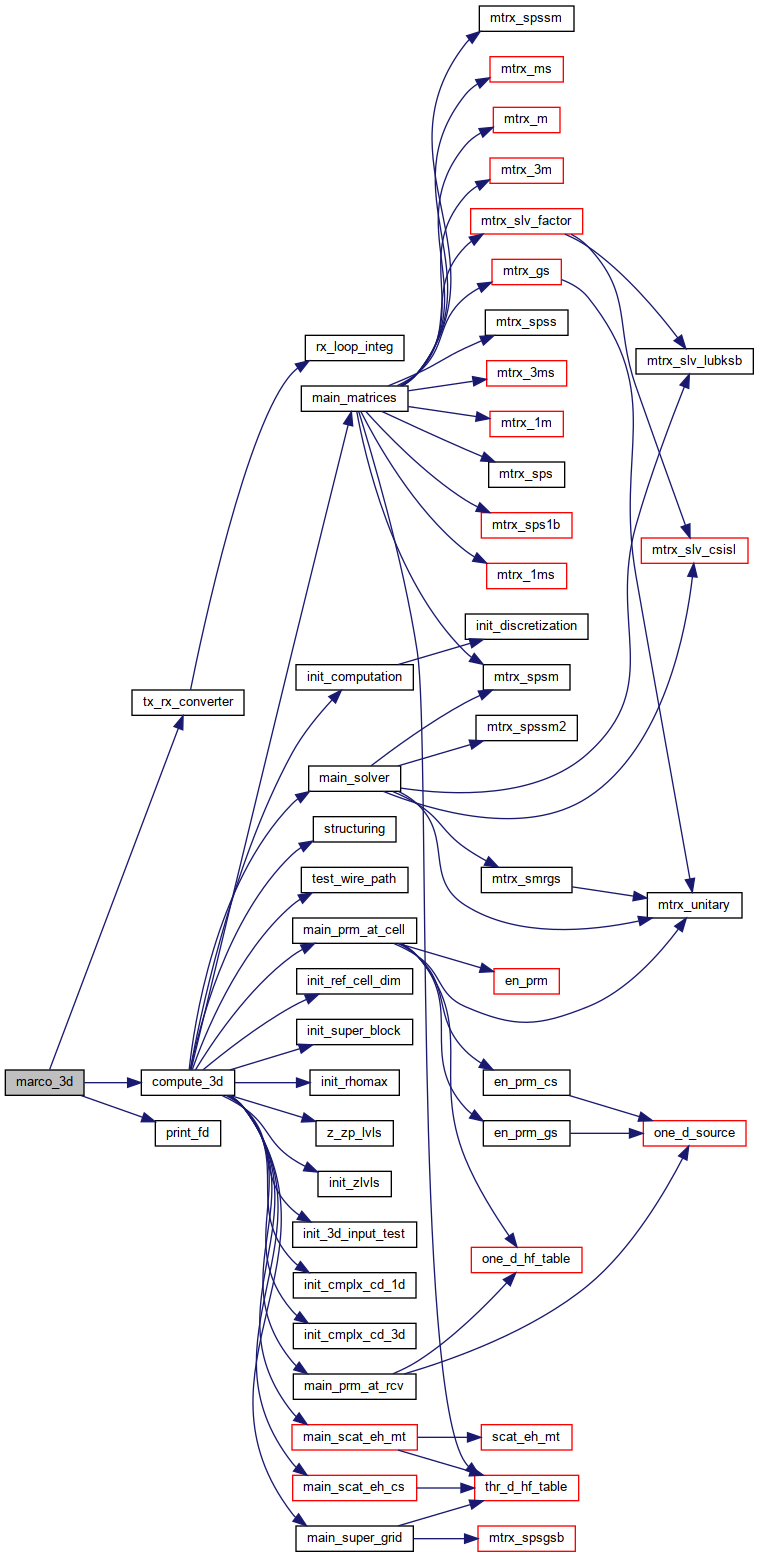 mtrx_spssm
mtrx_ms
mtrx_m
mtrx_3m
mtrx_slv_factor
mtrx_gs
mtrx_spss
rx_loop_integ
mtrx_slv_lubksb
mtrx_3ms
main_matrices
mtrx_1m
mtrx_sps
mtrx_sps1b
mtrx_slv_csisl
mtrx_1ms
init_discretization
init_computation
mtrx_spsm
tx_rx_converter
mtrx_spssm2
main_solver
structuring
test_wire_path
mtrx_smrgs
mtrx_unitary
main_prm_at_cell
init_ref_cell_dim
en_prm
init_super_block
marco_3d
compute_3d
init_rhomax
en_prm_cs
print_fd
z_zp_lvls
en_prm_gs
one_d_source
init_zlvls
init_3d_input_test
one_d_hf_table
init_cmplx_cd_1d
init_cmplx_cd_3d
main_prm_at_rcv
main_scat_eh_mt
scat_eh_mt
main_scat_eh_cs
thr_d_hf_table
main_super_grid
mtrx_spsgsb